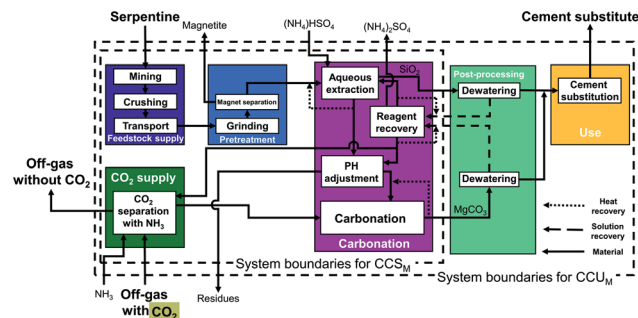 Serpentine
Magnetite
(NH₄)HSO₄
(NH₄)₂SO₄
Cement substitute
Mining
Crushing
Transport
Feedstock supply
Magnet separation
Grinding
Pretreatment
Aqueous
extraction
SiO₂
Reagent
recovery
PH
adjustment
Carbonation
Carbonation
Post-processing
Dewatering
Dewatering
MgCO₃
Cement
substitution
Use
Off-gas
without CO₂
CO₂ supply
CO₂
separation
with NH₃
Heat
recovery
Solution
recovery
Material
System boundaries for CCS_M
System boundaries for CCU_M
NH₃
Off-gas
with CO₂
Residues